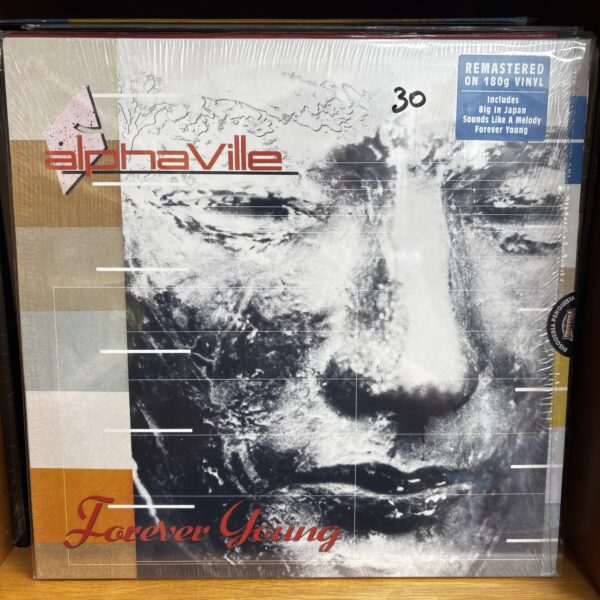 REMASTERED
ON 180g VINYL
Includes
Big In Japan
Sounds Like A Melody
Forever Young
30
alphaville
Forever Young